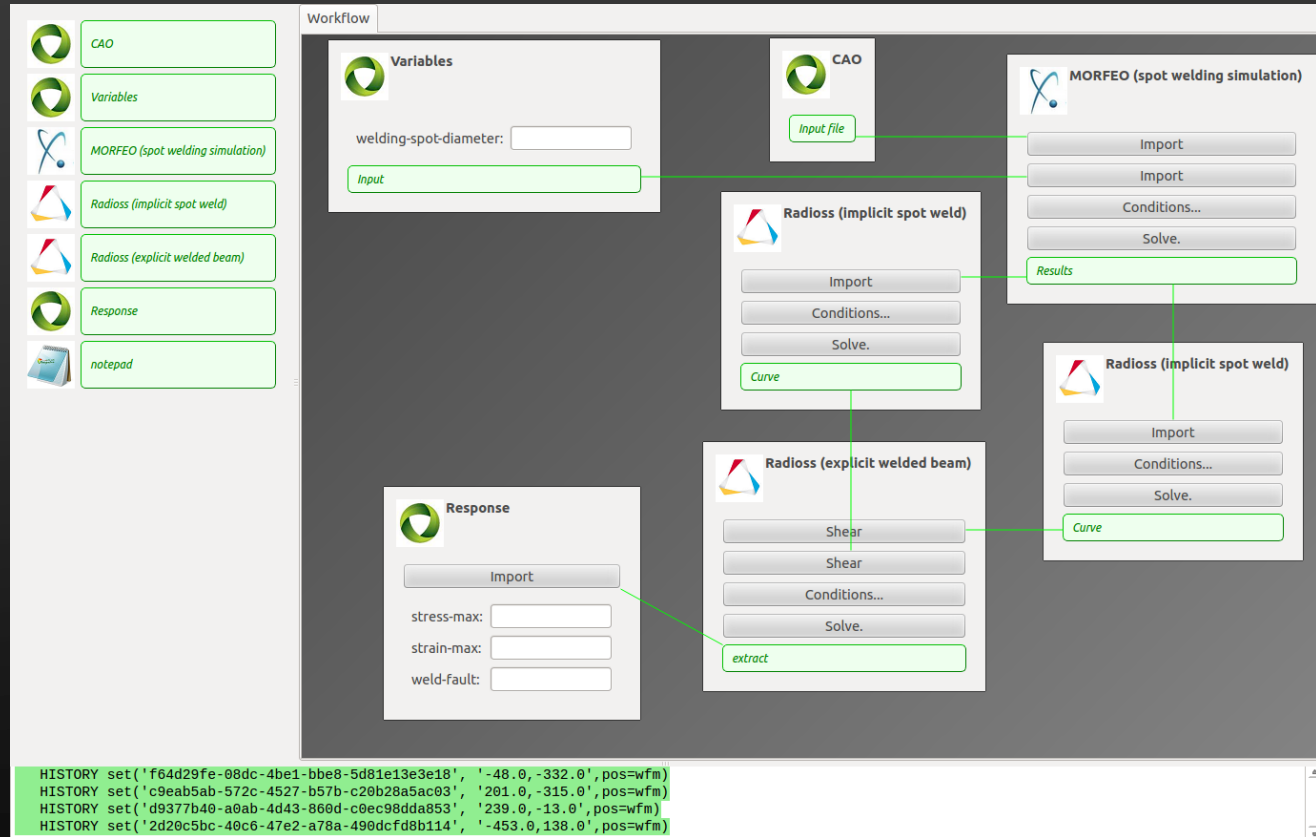 CAO
Variables
MORFEO (spot welding simulation)
Radioss (implicit spot weld)
Radioss (explicit welded beam)
Response
notepad
Workflow
Variables
welding-spot-diameter:
Input
CAO
Input file
MORFEO (spot welding simulation)
Import
Import
Conditions...
Solve.
Results
Radioss (implicit spot weld)
Import
Conditions...
Solve.
Curve
Radioss (implicit spot weld)
Import
Conditions...
Solve.
Curve
Radioss (explicit welded beam)
Shear
Shear
Conditions...
Solve.
extract
Response
Import
stress-max:
strain-max:
weld-fault:
HISTORY set('f64d29fe-08dc-4be1-bbe8-5d81e13e3e18', '-48.0,-332.0',pos=wfm)
HISTORY set('c9eab5ab-572c-4527-b57b-c20b28a5ac03', '201.0,-315.0',pos=wfm)
HISTORY set('d9377b40-a0ab-4d43-860d-c0ec98dda853', '239.0,-13.0',pos=wfm)
HISTORY set('2d20c5bc-40c6-47e2-a78a-490dcfd8b114', '-453.0,138.0',pos=wfm)